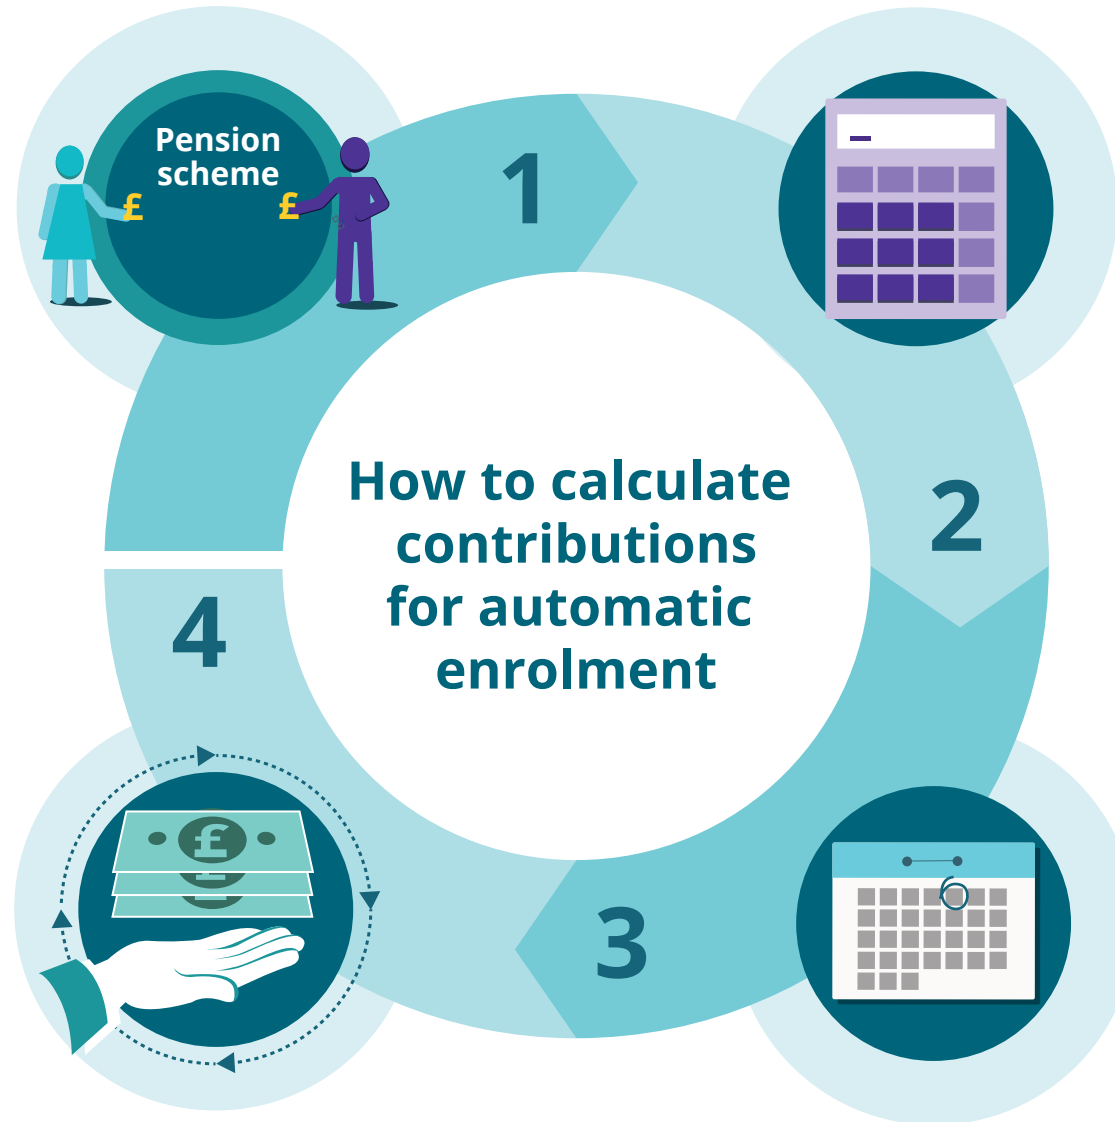 Pension
scheme
£
£
1
2
How to calculate
contributions
for automatic
enrolment
4
3
£
£
6